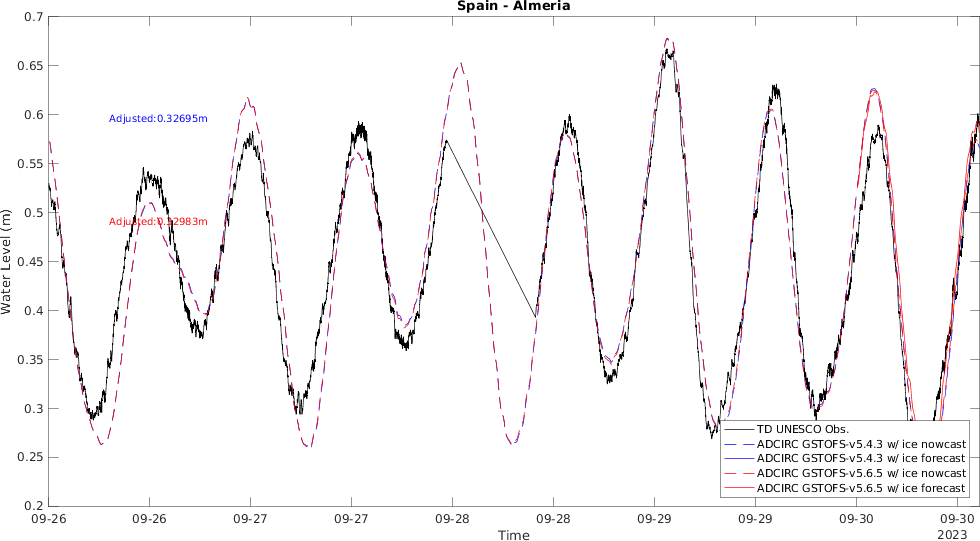 Spain - Almeria
0.7
0.65
0.6
0.55
0.5
0.45
0.4
0.35
0.3
0.25
0.2
Water Level (m)
Adjusted:0.32695m
Adjusted:0.32983m
TD UNESCO Obs.
ADCIRC GSTOFS-v5.4.3 w/ ice nowcast
ADCIRC GSTOFS-v5.4.3 w/ ice forecast
ADCIRC GSTOFS-v5.6.5 w/ ice nowcast
ADCIRC GSTOFS-v5.6.5 w/ ice forecast
09-26 09-26 09-27 09-27 09-28 09-28 09-29 09-29 09-30 09-30
Time
2023